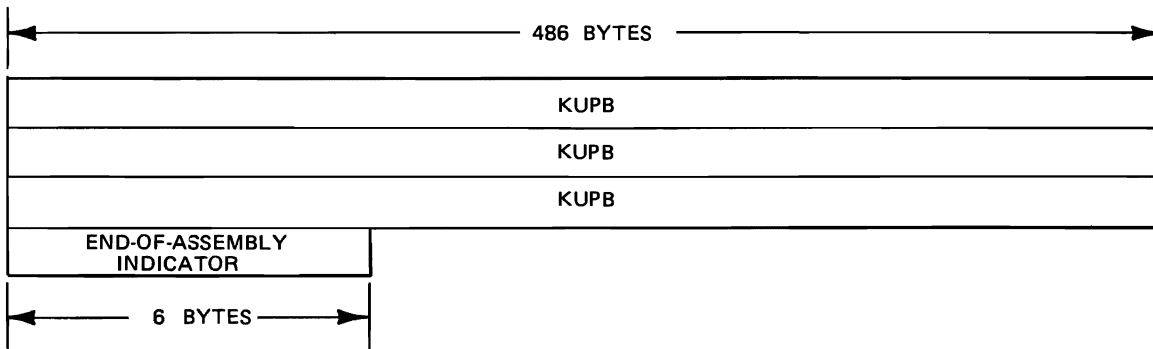 486 BYTES
KUPB
KUPB
KUPB
END-OF-ASSEMBLY
INDICATOR
6 BYTES